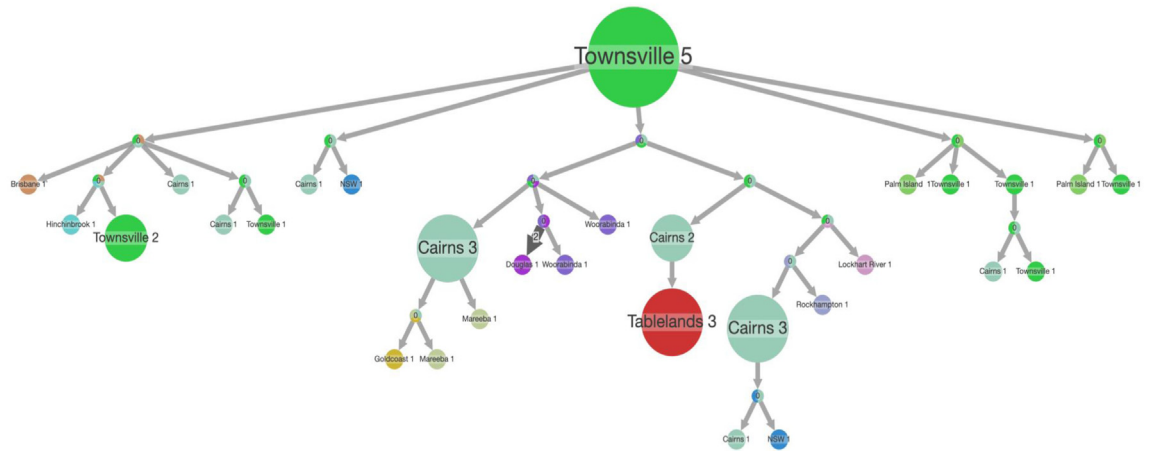 Townsville 5
0
0
0
0
0
Brisbane 1
0
Cairns 1
0
Cairns 1
NSW 1
0
0
Palm Island 1
Townsville 1
Townsville 1
Palm Island 1
Townsville 1
Hinchinbrook 1
Townsville 2
Cairns 1
Townsville 1
Cairns 3
0
Woorabinda 1
Cairns 2
0
0
2
Douglas 1
Woorabinda 1
0
Lockhart River 1
Cairns 1
Townsville 1
0
Mareeba 1
Tablelands 3
Cairns 3
Rockhampton 1
Goldcoast 1
Mareeba 1
0
Cairns 1
NSW 1